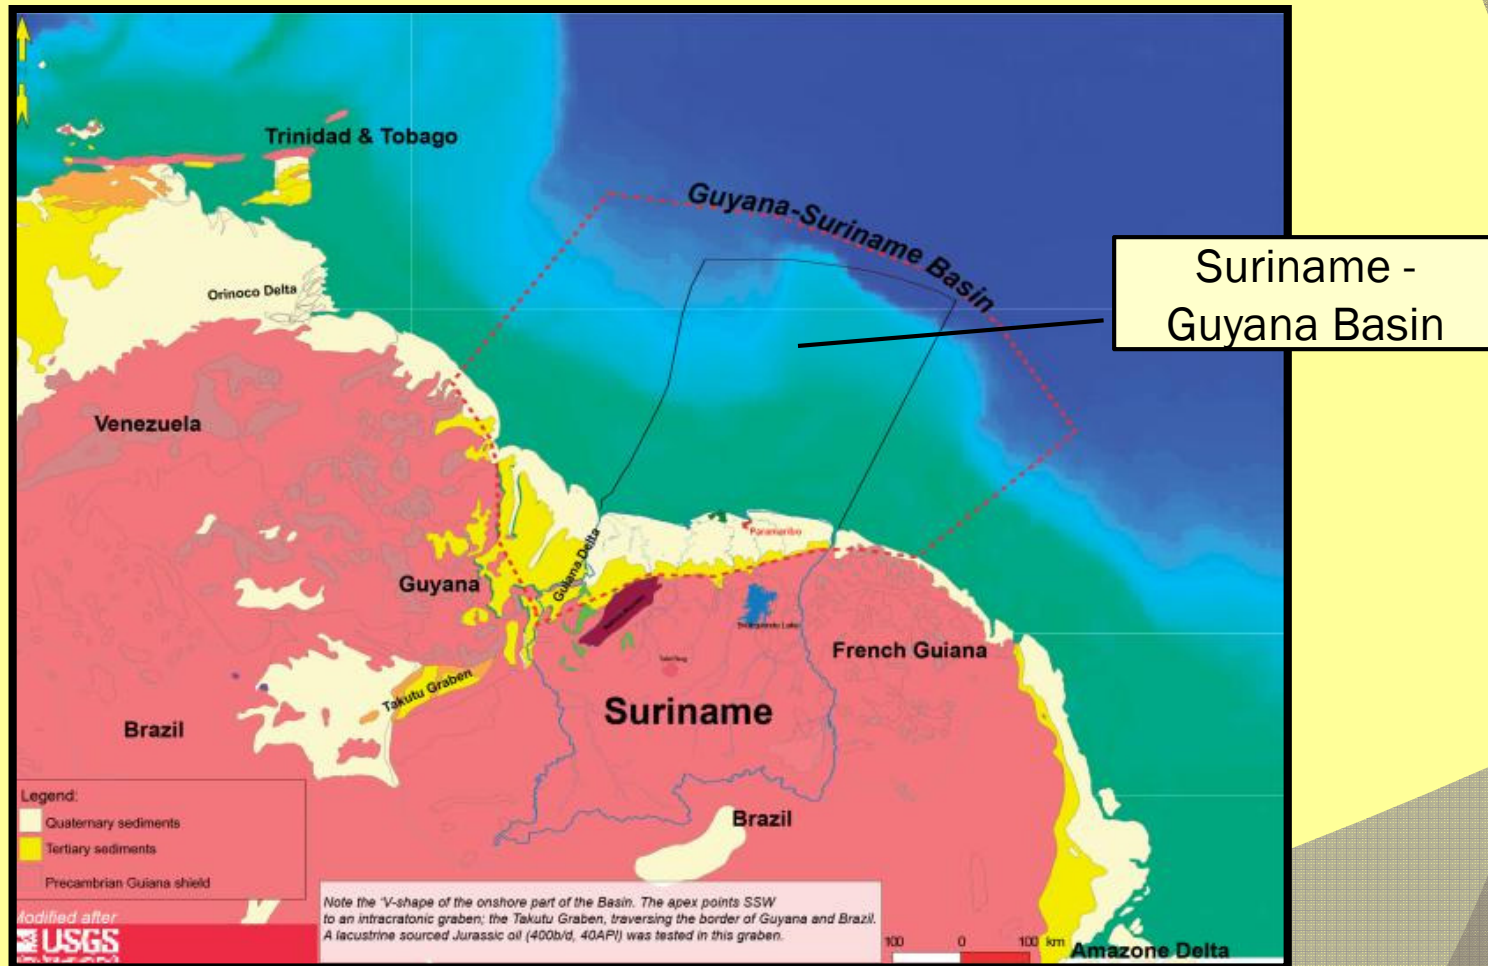 Trinidad & Tobago
Guyana-Suriname Basin
Suriname -
Guyana Basin
Orinoco Delta
Venezuela
Paramaribo
Guiana Delta
Guyana
French Guiana
Takutu Graben
Suriname
Brazil
Brazil
Legend:
Quaternary sediments
Tertiary sediments
Precambrian Guiana shield
Modified after
USGS
Note the 'V-shape of the onshore part of the Basin. The apex points SSW
to an intracratonic graben; the Takutu Graben, traversing the border of Guyana and Brazil.
A lacustrine sourced Jurassic oil (400b/d, 40API) was tested in this graben.
100 0 100 km
Amazone Delta